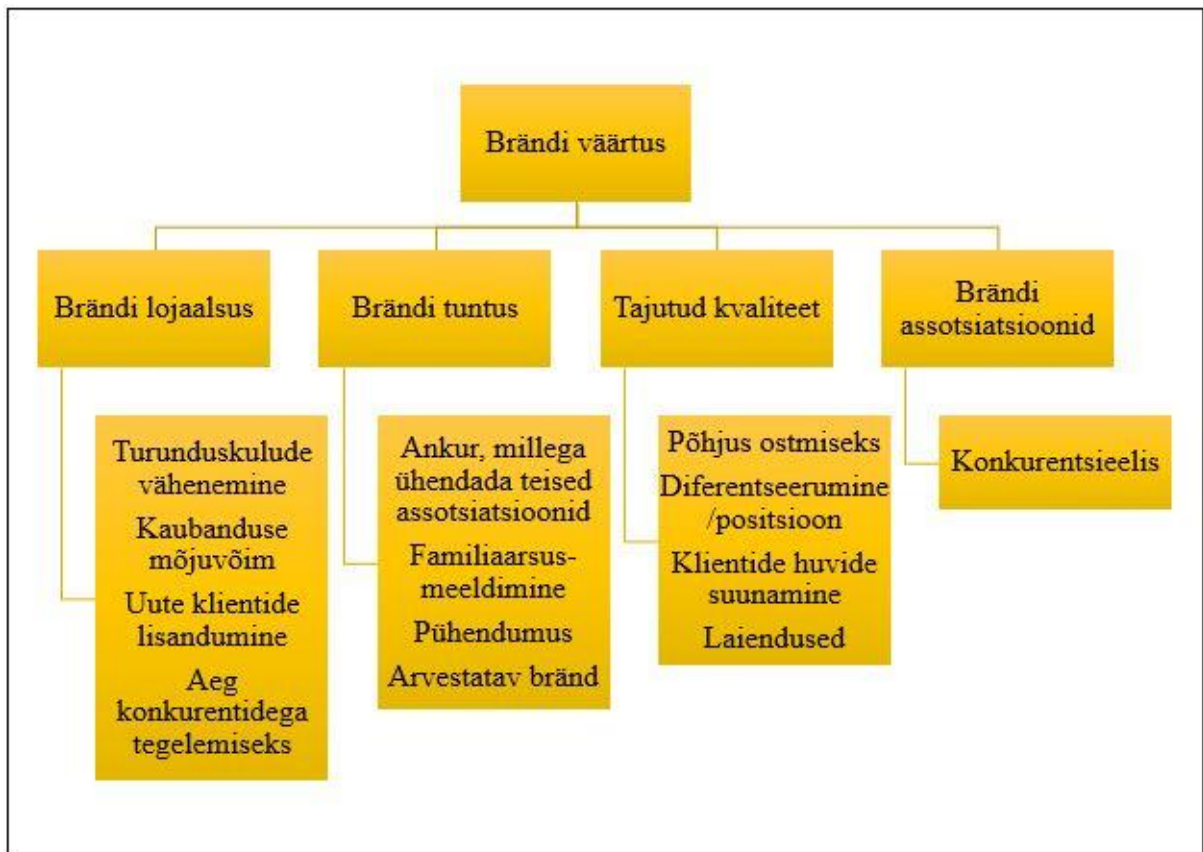 Brändi väärtus
Brändi lojaalsus
Brändi tuntus
Tajutud kvaliteet
Brändi
assotsiatsioonid
Turunduskulude
vähenemine
Kaubanduse
mõjuvõim
Uute klientide
lisandumine
Aeg
konkurentidega
tegelemiseks
Ankur, millega
ühendada teised
assotsiatsioonid
Familiaarsus-
meeldimine
Pühendumus
Arvestatav bränd
Põhjus ostmiseks
Diferentseerumine
/positsioon
Klientide huvide
suunamine
Laiendused
Konkurentsieelis